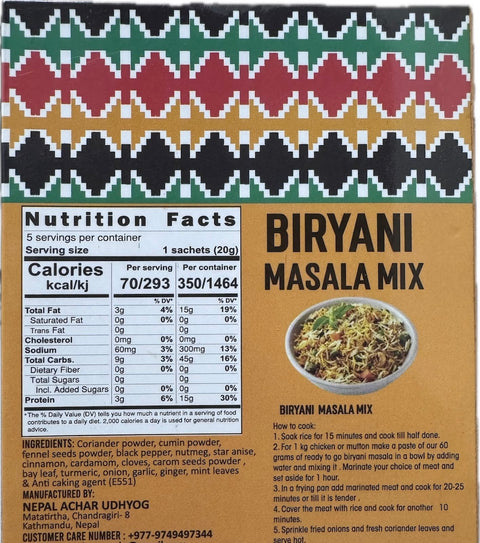 Nutrition Facts
5 servings per container
Serving size 1 sachets (20g)
Calories kcal/kj
Per serving 70/293
Per container 350/1464
% DV* % DV*
Total Fat 3g 4% 15g 19%
Saturated Fat 0g 0% 0g 0%
Trans Fat 0g 0g
Cholesterol 0mg 0% 0mg 0%
Sodium 60mg 3% 300mg 13%
Total Carbs. 9g 3% 45g 16%
Dietary Fiber 0g 0% 0g 0%
Total Sugars 0g 0g
Incl. Added Sugars 0g 0% 0g 0%
Protein 3g 6% 15g 30%
*The % Daily Value (DV) tells you how much a nutrient in a serving of food
contributes to a daily diet. 2,000 calories a day is used for general nutrition
advice.
INGREDIENTS: Coriander powder, cumin powder,
fennel seeds powder, black pepper, nutmeg, star anise,
cinnamon, cardamom, cloves, carom seeds powder ,
bay leaf, turmeric, onion, garlic, ginger, mint leaves
& Anti caking agent (E551)
MANUFACTURED BY:
NEPAL ACHAR UDHYOG
Matatirtha, Chandragiri- 8
Kathmandu, Nepal
CUSTOMER CARE NUMBER : +977-9749497344
BIRYANI
MASALA MIX
BIRYANI MASALA MIX
How to cook:
1. Soak rice for 15 minutes and cook till half done.
2. For 1 kg chicken or mutton make a paste of our 60
grams of ready to go biryani masala in a bowl by adding
water and mixing it . Marinate your choice of meat and
set aside for 1 hour.
3. In a frying pan add marinated meat and cook for 20-25
minutes or till it is tender .
4. Cover the meat with rice and cook for another 10
minutes.
5. Sprinkle fried onions and fresh coriander leaves and
serve hot.